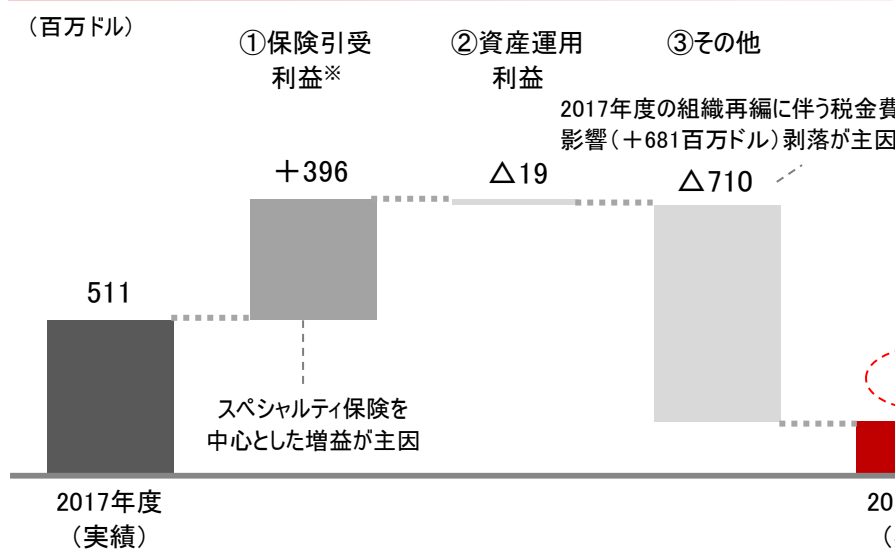 （百万ドル）
①保険引受
利益※
②資産運用
利益
③その他
2017年度の組織再編に伴う税金費
影響（＋681百万ドル）剥落が主因
＋396
△19
△710
511
スペシャルティ保険を
中心とした増益が主因
2017年度
（実績）
20
（